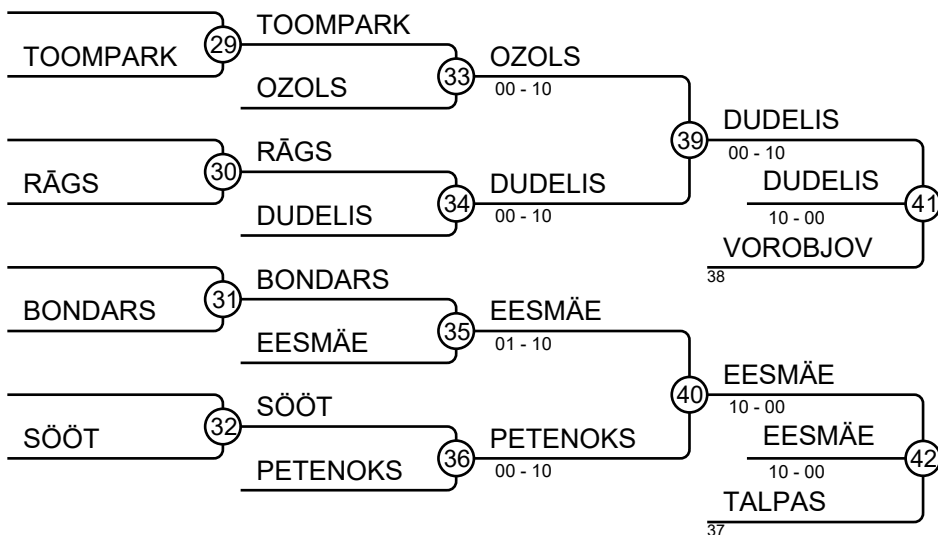 TOOMPARK
29
TOOMPARK
OZOLS
33
OZOLS
00 - 10
RĀGS
30
RĀGS
DUDELIS
34
DUDELIS
00 - 10
39
DUDELIS
00 - 10
DUDELIS
10 - 00
41
VOROBJOV
38
BONDARS
31
BONDARS
EESMÄE
35
EESMÄE
01 - 10
SÖÖT
32
SÖÖT
PETENOKS
36
PETENOKS
00 - 10
40
EESMÄE
10 - 00
EESMÄE
10 - 00
42
TALPAS
37